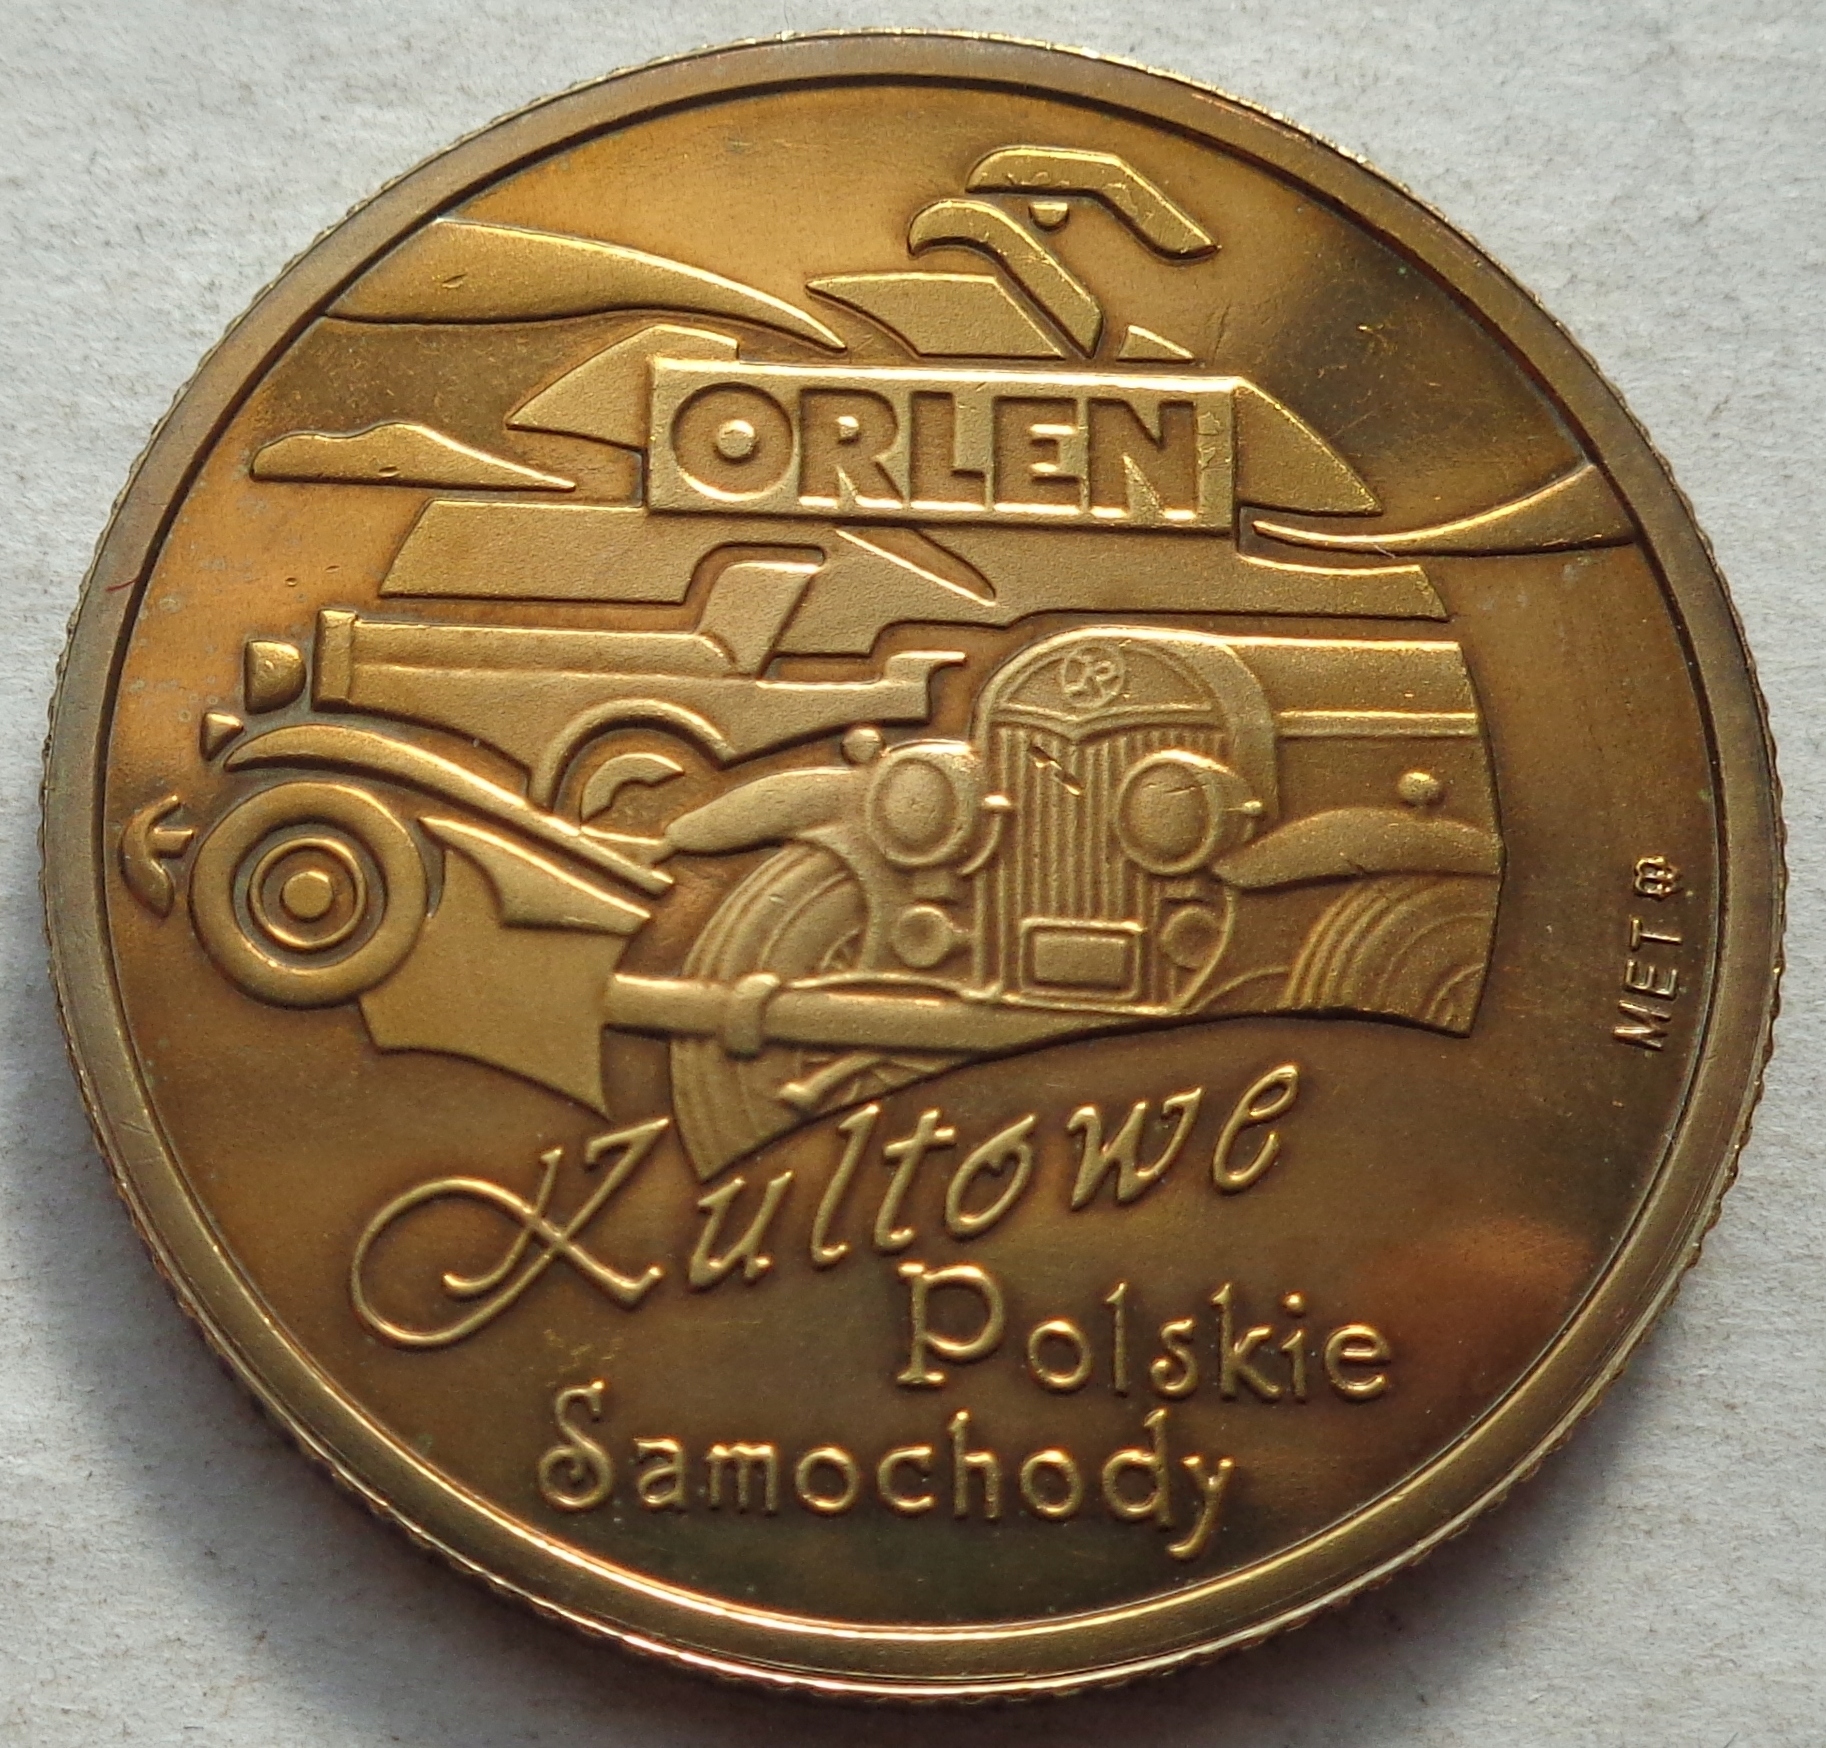 ORLEN
MET
Kultowe
Polskie
Samochody